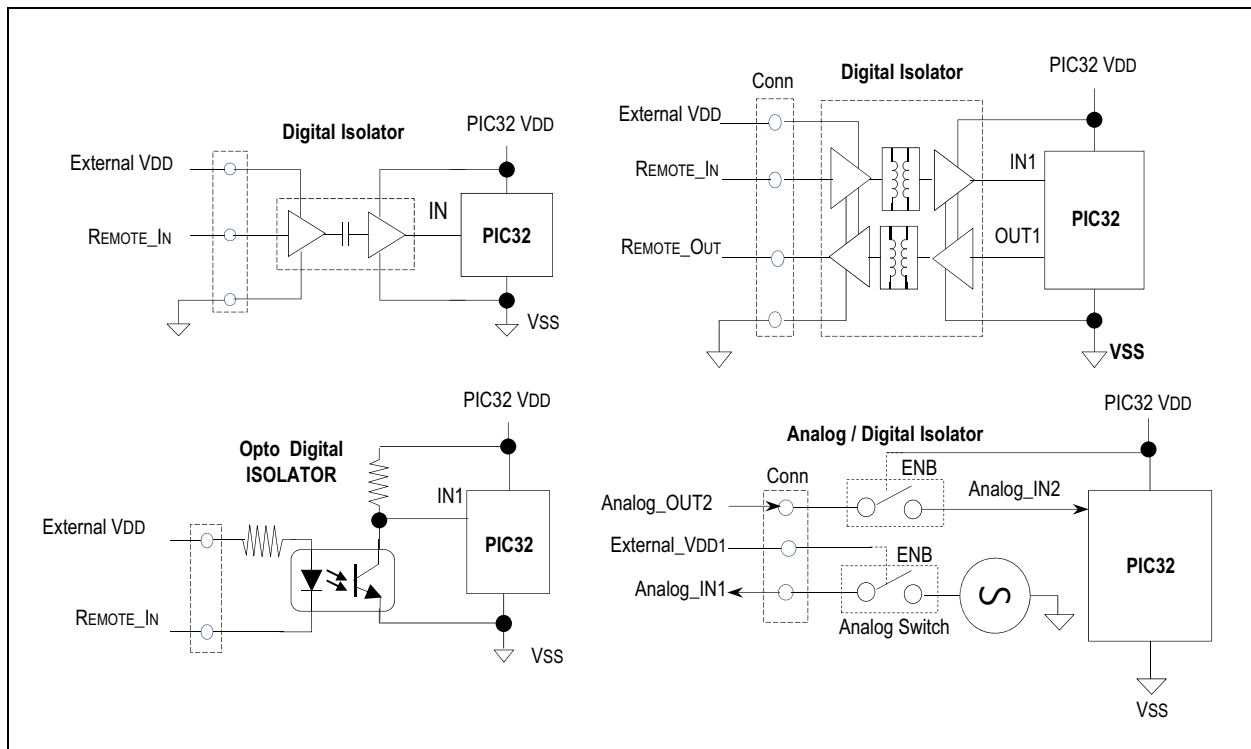 Digital Isolator
PIC32 VDD
External VDD
REMOTE_IN
IN
PIC32
VSS
Conn
Digital Isolator
PIC32 VDD
External VDD
REMOTE_IN
IN1
PIC32
REMOTE_OUT
OUT1
VSS
PIC32 VDD
Opto Digital
ISOLATOR
IN1
External VDD
PIC32
REMOTE_IN
VSS
PIC32 VDD
Analog / Digital Isolator
Conn
ENB
Analog_OUT2
Analog_IN2
External_VDD1
ENB
PIC32
Analog_IN1
S
Analog Switch
VSS